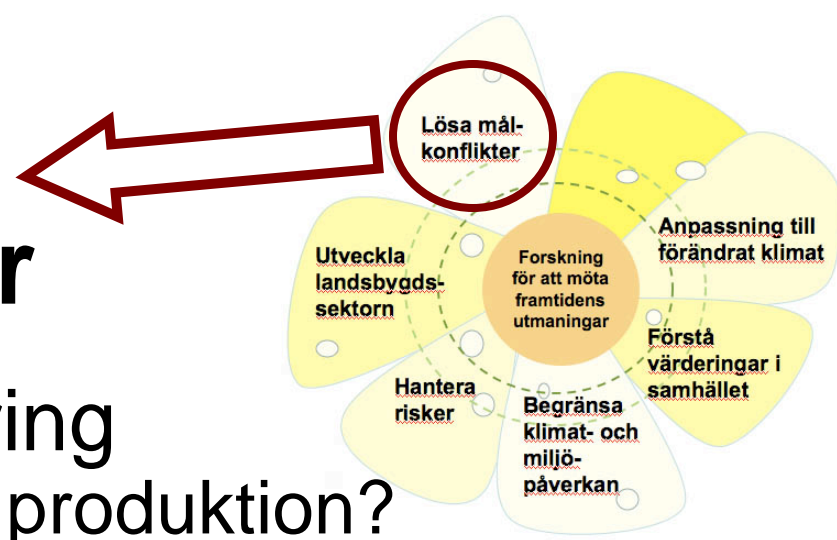 Lösa mål-
konflikter
Anpassning till
förändrat klimat
Utveckla
landsbygds-
sektorn
Forskning
för att möta
framtidens
utmaningar
Förstå
värderingar i
samhället
Hantera
risker
Begränsa
klimat- och
miljö-
påverkan
r
ing
produktion?